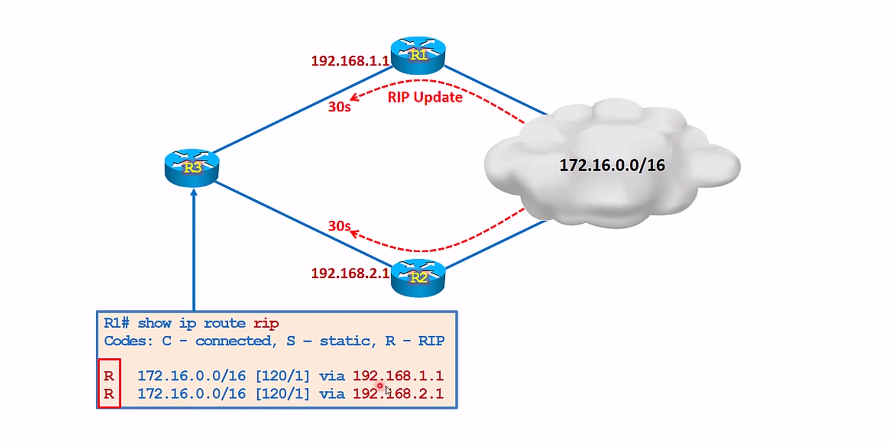 R1
192.168.1.1
RIP Update
30s
172.16.0.0/16
R3
30s
192.168.2.1
R2
R1# show ip route rip
Codes: C - connected, S – static, R - RIP
R 172.16.0.0/16 [120/1] via 192.168.1.1
R 172.16.0.0/16 [120/1] via 192.168.2.1